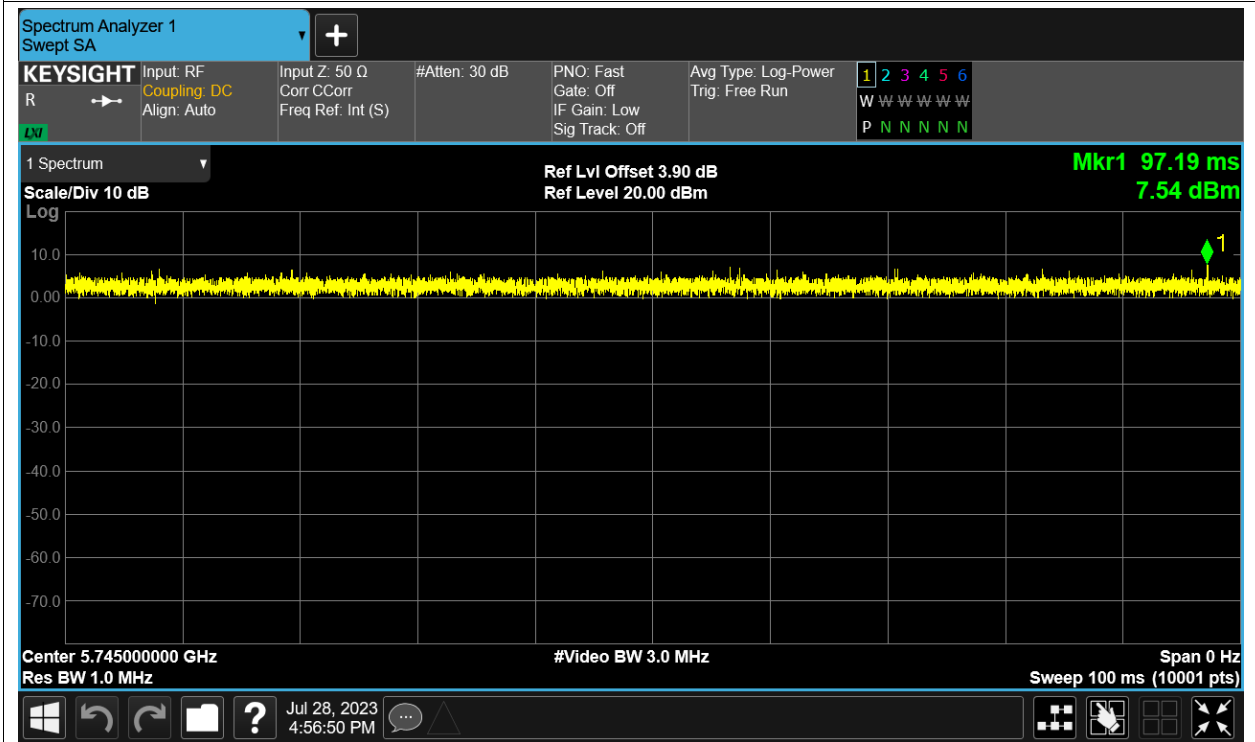 Spectrum Analyzer 1
Swept SA
KEYSIGHT
R
LXI
Input: RF
Coupling: DC
Align: Auto
Input Z: 50 Ω
Corr CCorr
Freq Ref: Int (S)
#Atten: 30 dB
PNO: Fast
Gate: Off
IF Gain: Low
Sig Track: Off
Avg Type: Log-Power
Trig: Free Run
1 2 3 4 5 6
W W W W W W
P N N N N N
1 Spectrum
Scale/Div 10 dB
Log
Ref Lvl Offset 3.90 dB
Ref Level 20.00 dBm
Mkr1 97.19 ms
7.54 dBm
1
10.0
0.00
-10.0
-20.0
-30.0
-40.0
-50.0
-60.0
-70.0
Center 5.745000000 GHz
#Video BW 3.0 MHz
Span 0 Hz
Res BW 1.0 MHz
Sweep 100 ms (10001 pts)
?
Jul 28, 2023
4:56:50 PM